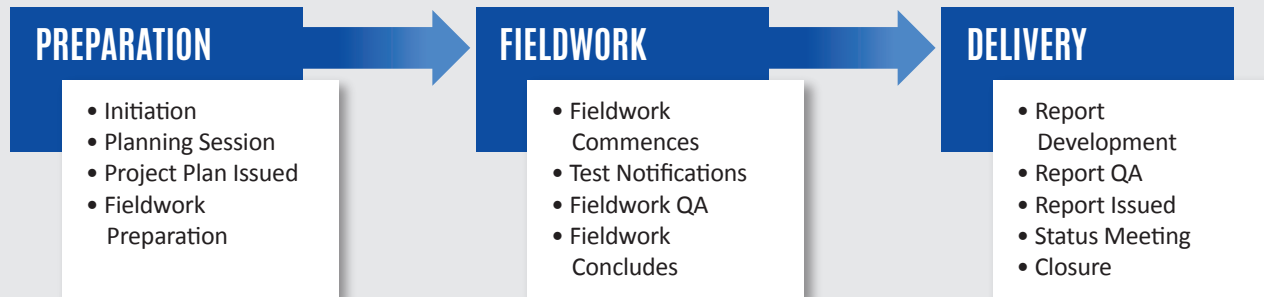 PREPARATION
• Initiation
• Planning Session
• Project Plan Issued
• Fieldwork
Preparation
FIELDWORK
• Fieldwork
Commences
• Test Notifications
• Fieldwork QA
• Fieldwork
Concludes
DELIVERY
• Report
Development
• Report QA
• Report Issued
• Status Meeting
• Closure